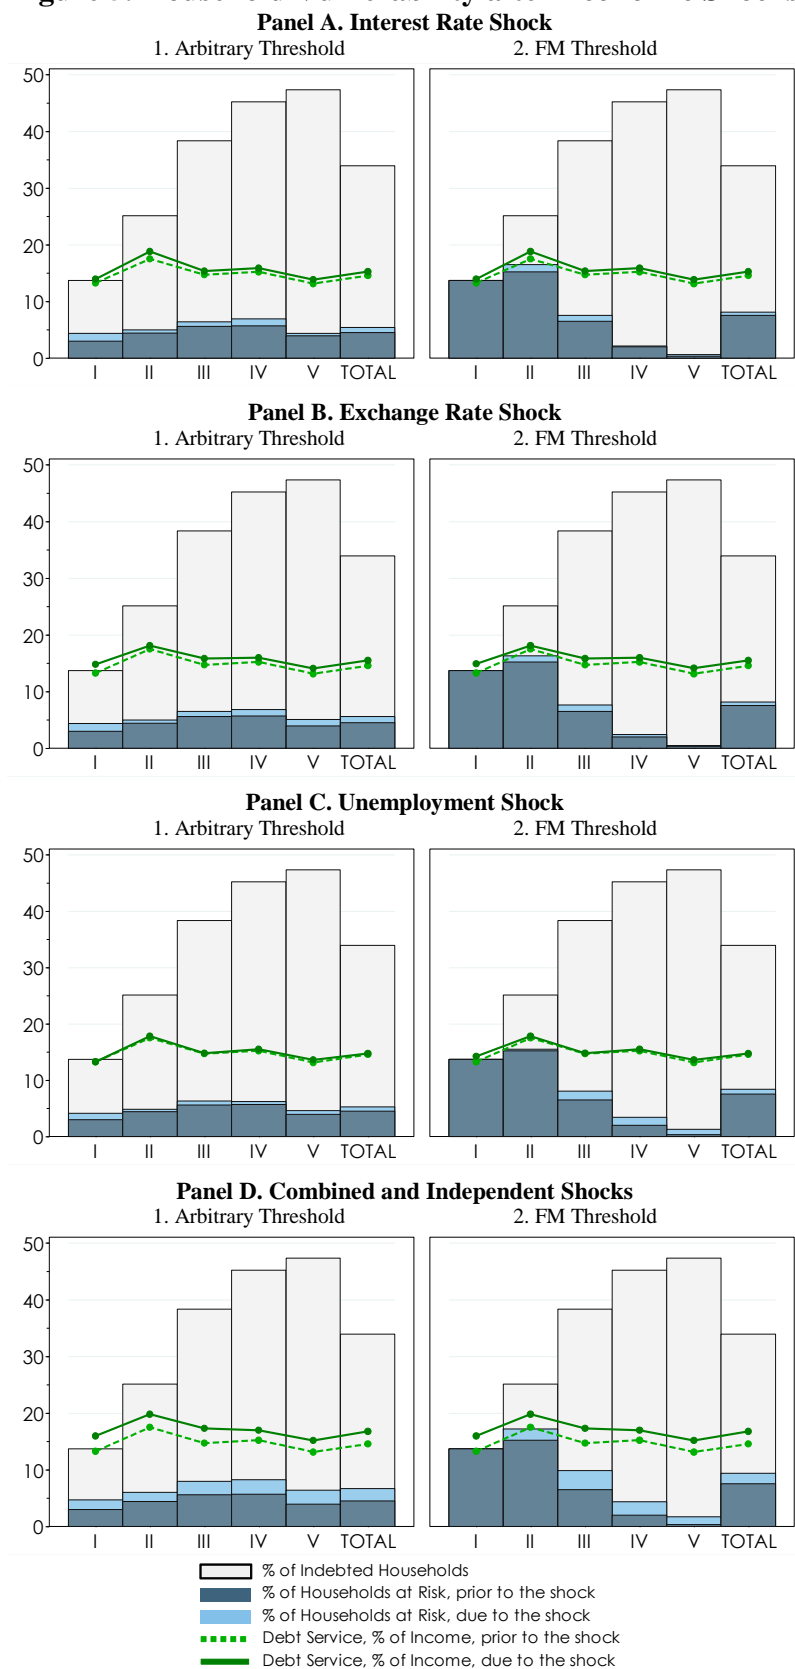 Panel A. Interest Rate Shock
1. Arbitrary Threshold 2. FM Threshold
50
40
30
20
10
0
I II III IV V TOTAL I II III IV V TOTAL
Panel B. Exchange Rate Shock
1. Arbitrary Threshold 2. FM Threshold
50
40
30
20
10
0
I II III IV V TOTAL I II III IV V TOTAL
Panel C. Unemployment Shock
1. Arbitrary Threshold 2. FM Threshold
50
40
30
20
10
0
I II III IV V TOTAL I II III IV V TOTAL
Panel D. Combined and Independent Shocks
1. Arbitrary Threshold 2. FM Threshold
50
40
30
20
10
0
I II III IV V TOTAL I II III IV V TOTAL
% of Indebted Households
% of Households at Risk, prior to the shock
% of Households at Risk, due to the shock
Debt Service, % of Income, prior to the shock
Debt Service, % of Income, due to the shock